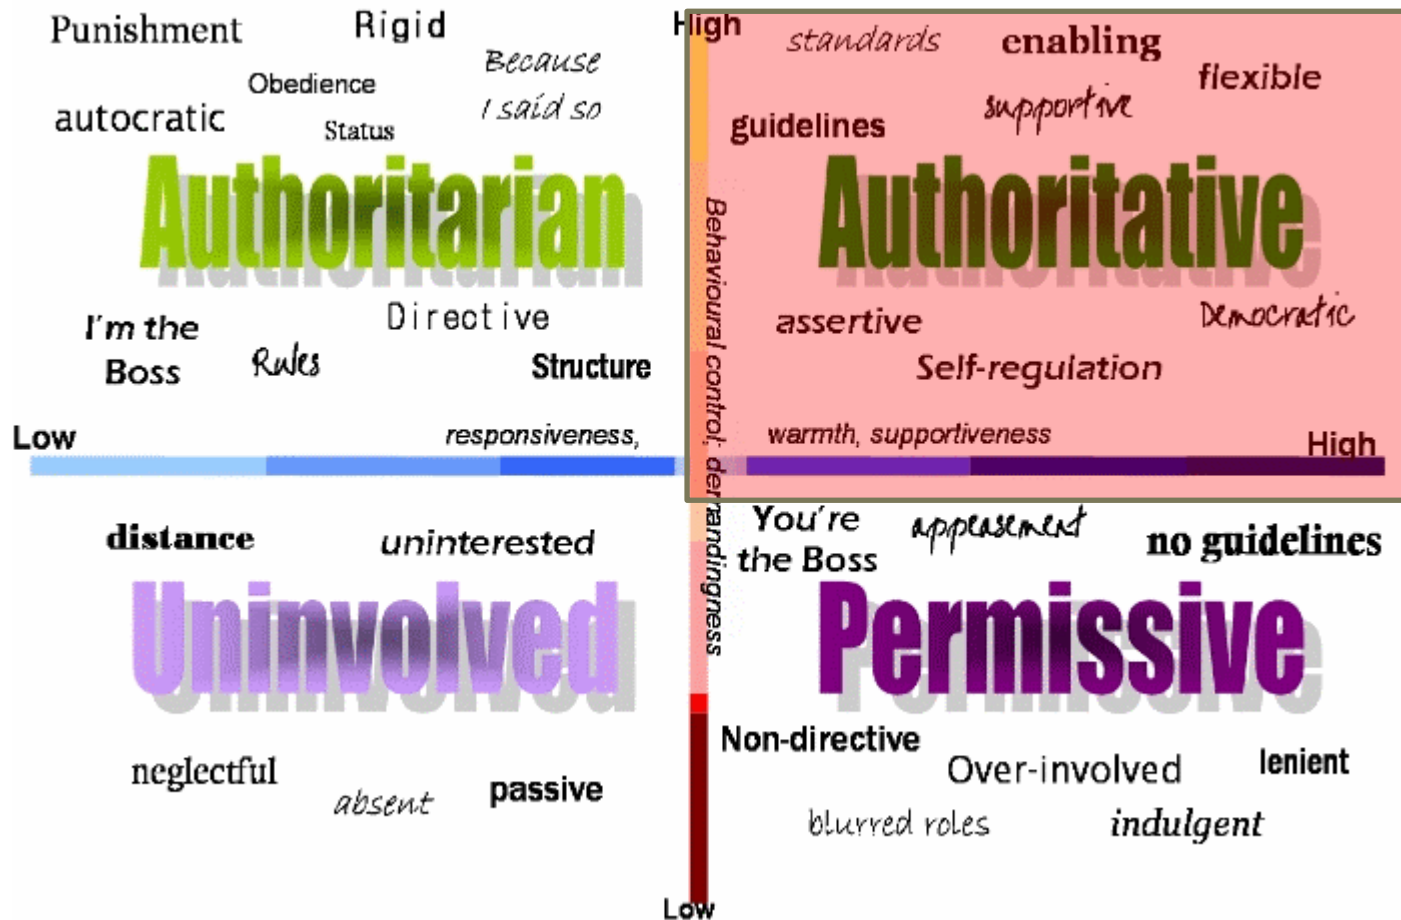 Punishment
Rigid
High
standards
enabling
Because
I said so
flexible
Obedience
supportive
autocratic
Status
guidelines
Authoritarian
Authoritative
Behavioural control, demandingness
I'm the
Boss
Directive
assertive
Democratic
Rules
Structure
Self-regulation
Low
responsiveness,
warmth, supportiveness
High
distance
uninterested
You're
the Boss
appeasement
no guidelines
Uninvolved
Permissive
neglectful
absent
passive
Non-directive
Over-involved
lenient
blurred roles
indulgent
Low